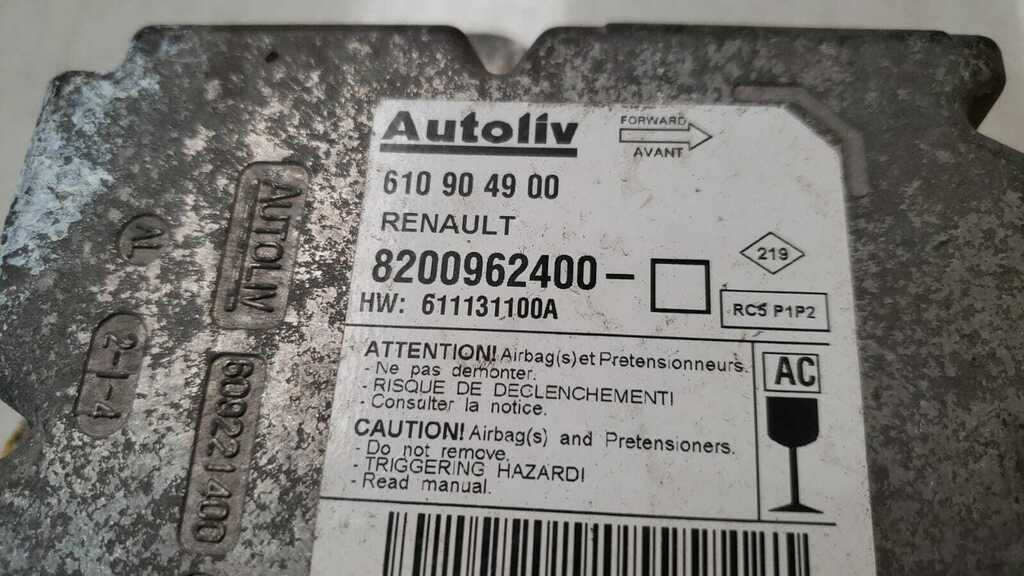 Autoliv
FORWARD
AVANT
610 90 49 00
RENAULT
8200962400-
HW: 611131100A
219
RC5 P1P2
ATTENTION! Airbag(s) et Pretensionneurs.
- Ne pas demonter.
- RISQUE DE DECLENCHEMENT!
- Consulter la notice.
CAUTION! Airbag(s) and Pretensioners.
- Do not remove.
- TRIGGERING HAZARD!
- Read manual.
AC
AUTOLIV
AL
2-1-4
609221400